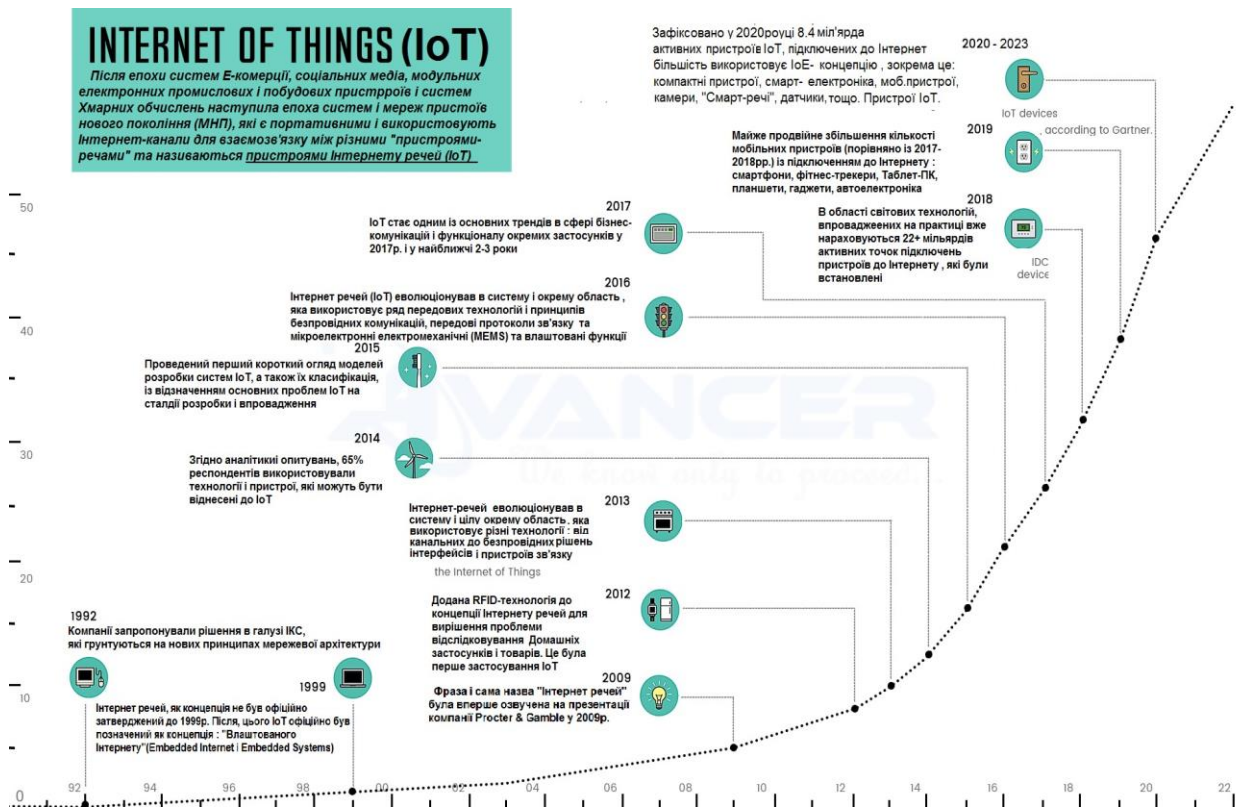 INTERNET OF THINGS (IoT)
Після епохи систем Е-комерції, соціальних медіа, модульних
електронних промислових і побудових пристрроїв і систем
Хмарних обчислень наступила епоха систем і мереж пристоїв
нового покоління (МНП), які є портативними і використовують
Інтернет-канали для взаємозв'язку між різними "пристроями-
речами" та називаються пристроями Інтернету речей (IoT)
Зафіксовано у 2020роуці 8.4 міл'ярда
активних пристроїв IoT, підключених до Інтернет
більшість використовує IoE- концепцію , зокрема це:
компактні пристрої, смарт- електроніка, моб.пристрої,
камери, "Смарт-речі", датчики, тощо. Пристрої IoT.
2020 - 2023
IoT devices
, according to Gartner.
2019
Майже продвійне збільшення кількості
мобільних пристроїв (порівняно із 2017-
2018рр.) із підключенням до Інтернету :
смартфони, фітнес-трекери, Таблет-ПК,
планшети, гаджети, автоелектроніка
2018
В області світових технологій,
впроваджеених на практиці вже
нараховуються 22+ мільярдів
активних точок підключень
пристроїв до Інтернету , які були
встановлені
IDC
device
2017
IoT стає одним із основних трендів в сфері бізнес-
комунікацій і функціоналу окремих застосунків у
2017р. і у найближчі 2-3 роки
2016
Інтернет речей (IoT) еволюціонував в систему і окрему область ,
яка використовує ряд передових технологій і принципів
безпровідних комунікацій, передові протоколи зв'язку та
мікроелектронні електромеханічні (MEMS) та влаштовані функції
2015
Проведений перший короткий огляд моделей
розробки систем IoT, а також їх класифікація,
із відзначенням основних проблем IoT на
сталдії розробки і впровадження
AVANCER
We know only to proceed...
2014
Згідно аналітикиі опитувань, 65%
респондентів використовували
технології і пристрої, які можуть бути
віднесені до IoT
2013
Інтернет-речей еволюціонував в
систему і цілу окрему область, яка
використовує різні технології : від
канальних до безпровідних рішень
інтерфейсів і пристроїв зв'язку
the Internet of Things
2012
Додана RFID-технологія до
концепції Інтернету речей для
вирішення проблеми
відслідковування Домашніх
застосунків і товарів. Це була
перше застосування IoT
2009
Фраза і сама назва "Інтернет речей"
була вперше озвучена на презентації
компанії Procter & Gamble у 2009р.
1992
Компанії запропонували рішення в галузі ІКС,
які грунтуються на нових принципах мережевої архітектури
1999
Інтернет речей, як концепція не був офіційно
затверджений до 1999р. Після, цього IoT офіційно був
позначений як концепція : "Влаштованого
Інтернету"(Embedded Internet і Embedded Systems)
50
40
30
20
10
0
92 94 96 98 00 02 04 06 08 10 12 14 16 18 20 22